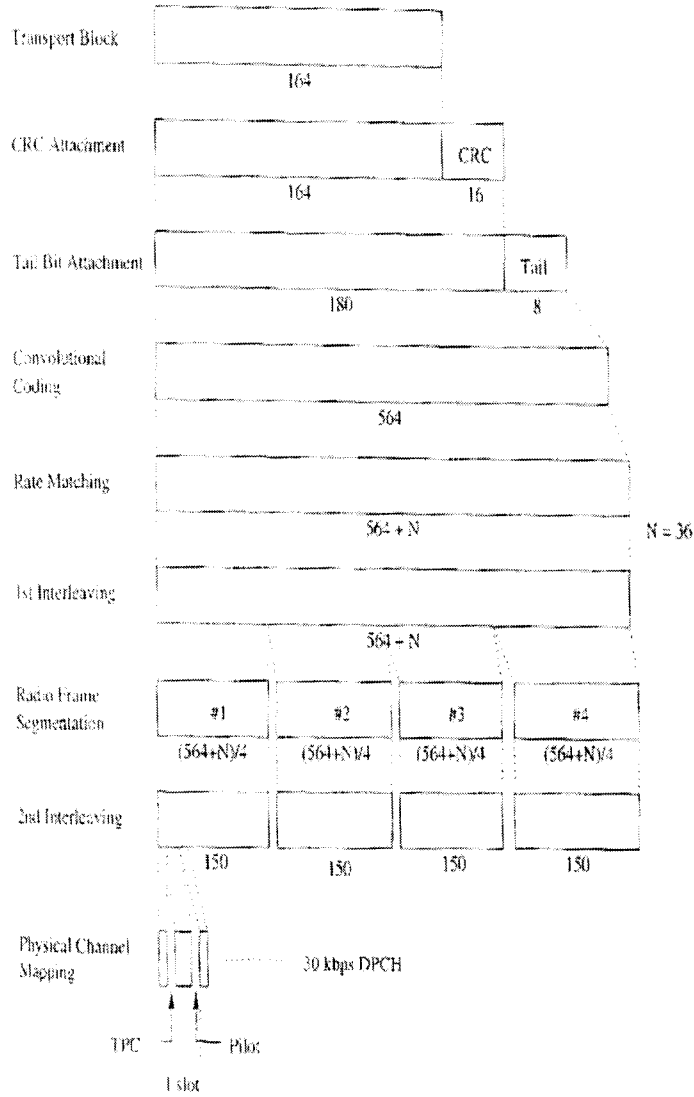 Transport Block
164
CRC Attachment
CRC
164
16
Tail Bit Attachment
Tail
180
8
Convolutional
Coding
564
Rate Matching
564 + N
N = 36
1st Interleaving
564 + N
Radio Frame
Segmentation
#1
#2
#3
#4
(564+N)/4
(564+N)/4
(564+N)/4
(564+N)/4
2nd Interleaving
150
150
150
150
Physical Channel
Mapping
30 kbps DPCH
TPC
Pilot
1 slot